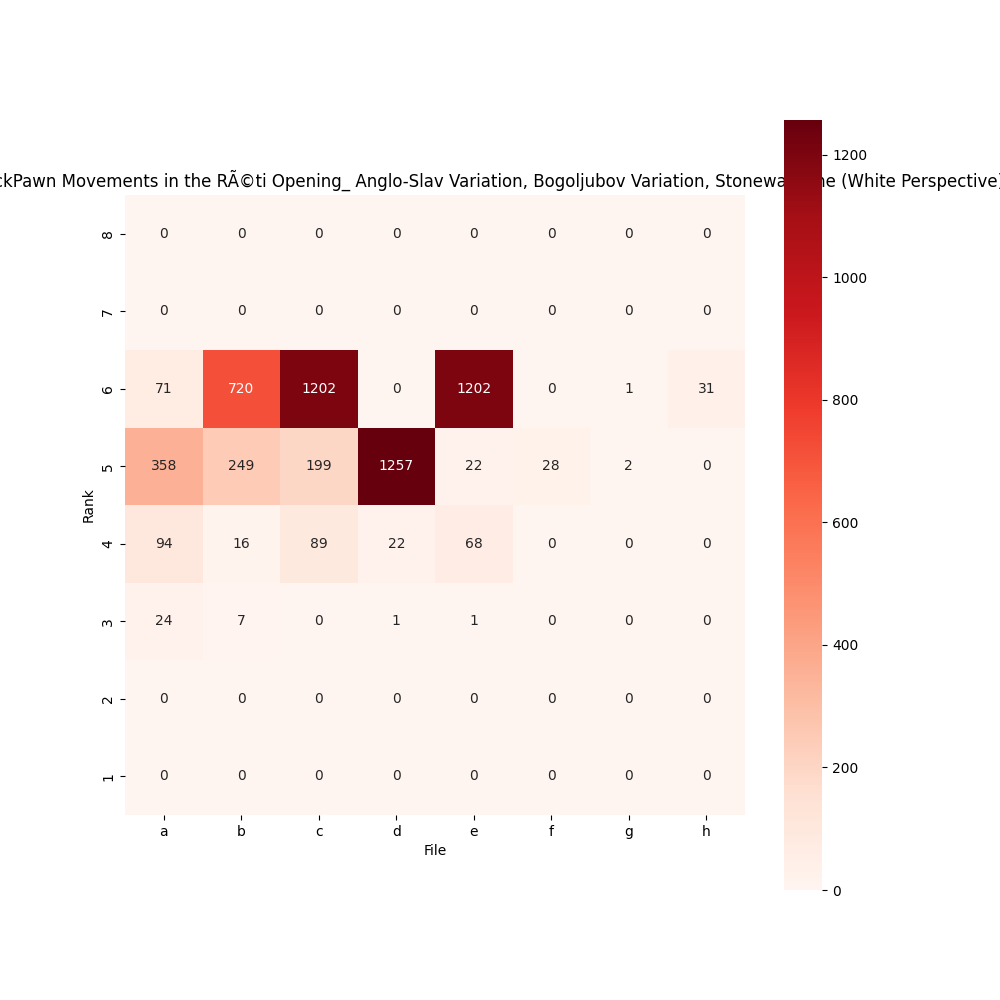 ckPawn Movements in the RÃ©ti Opening_ Anglo-Slav Variation, Bogoljubov Variation, Stonewa ne (White Perspective)
1200
8 0 0 0 0 0 0 0 0
7 0 0 0 0 0 0 0 0
1000
6 71 720 1202 0 1202 0 1 31
800
5 358 249 199 1257 22 28 2 0
Rank
600
4 94 16 89 22 68 0 0 0
400
3 24 7 0 1 1 0 0 0
2 0 0 0 0 0 0 0 0
200
1 0 0 0 0 0 0 0 0
a b c d e f g h
File
0